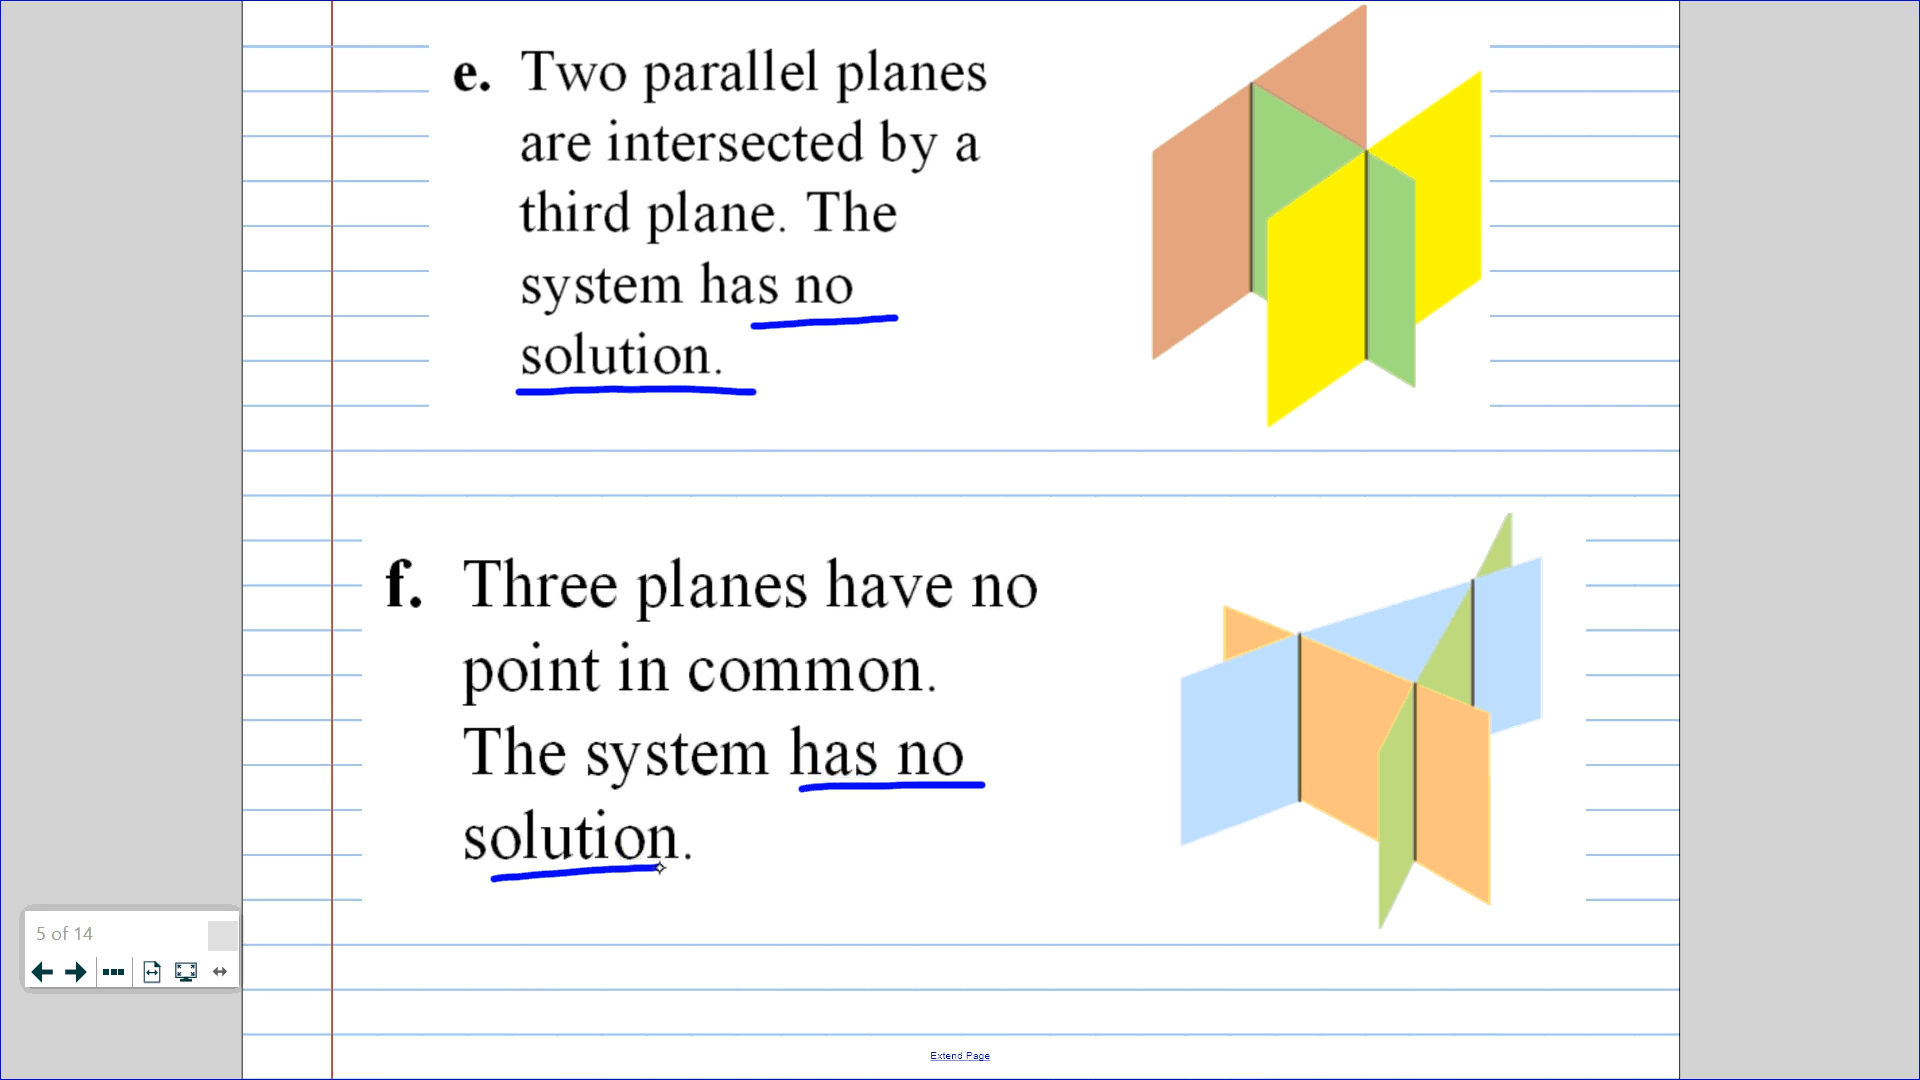 e. Two parallel planes
are intersected by a
third plane. The
system has no
solution.
f. Three planes have no
point in common.
The system has no
solution.
5 of 14
Extend Page